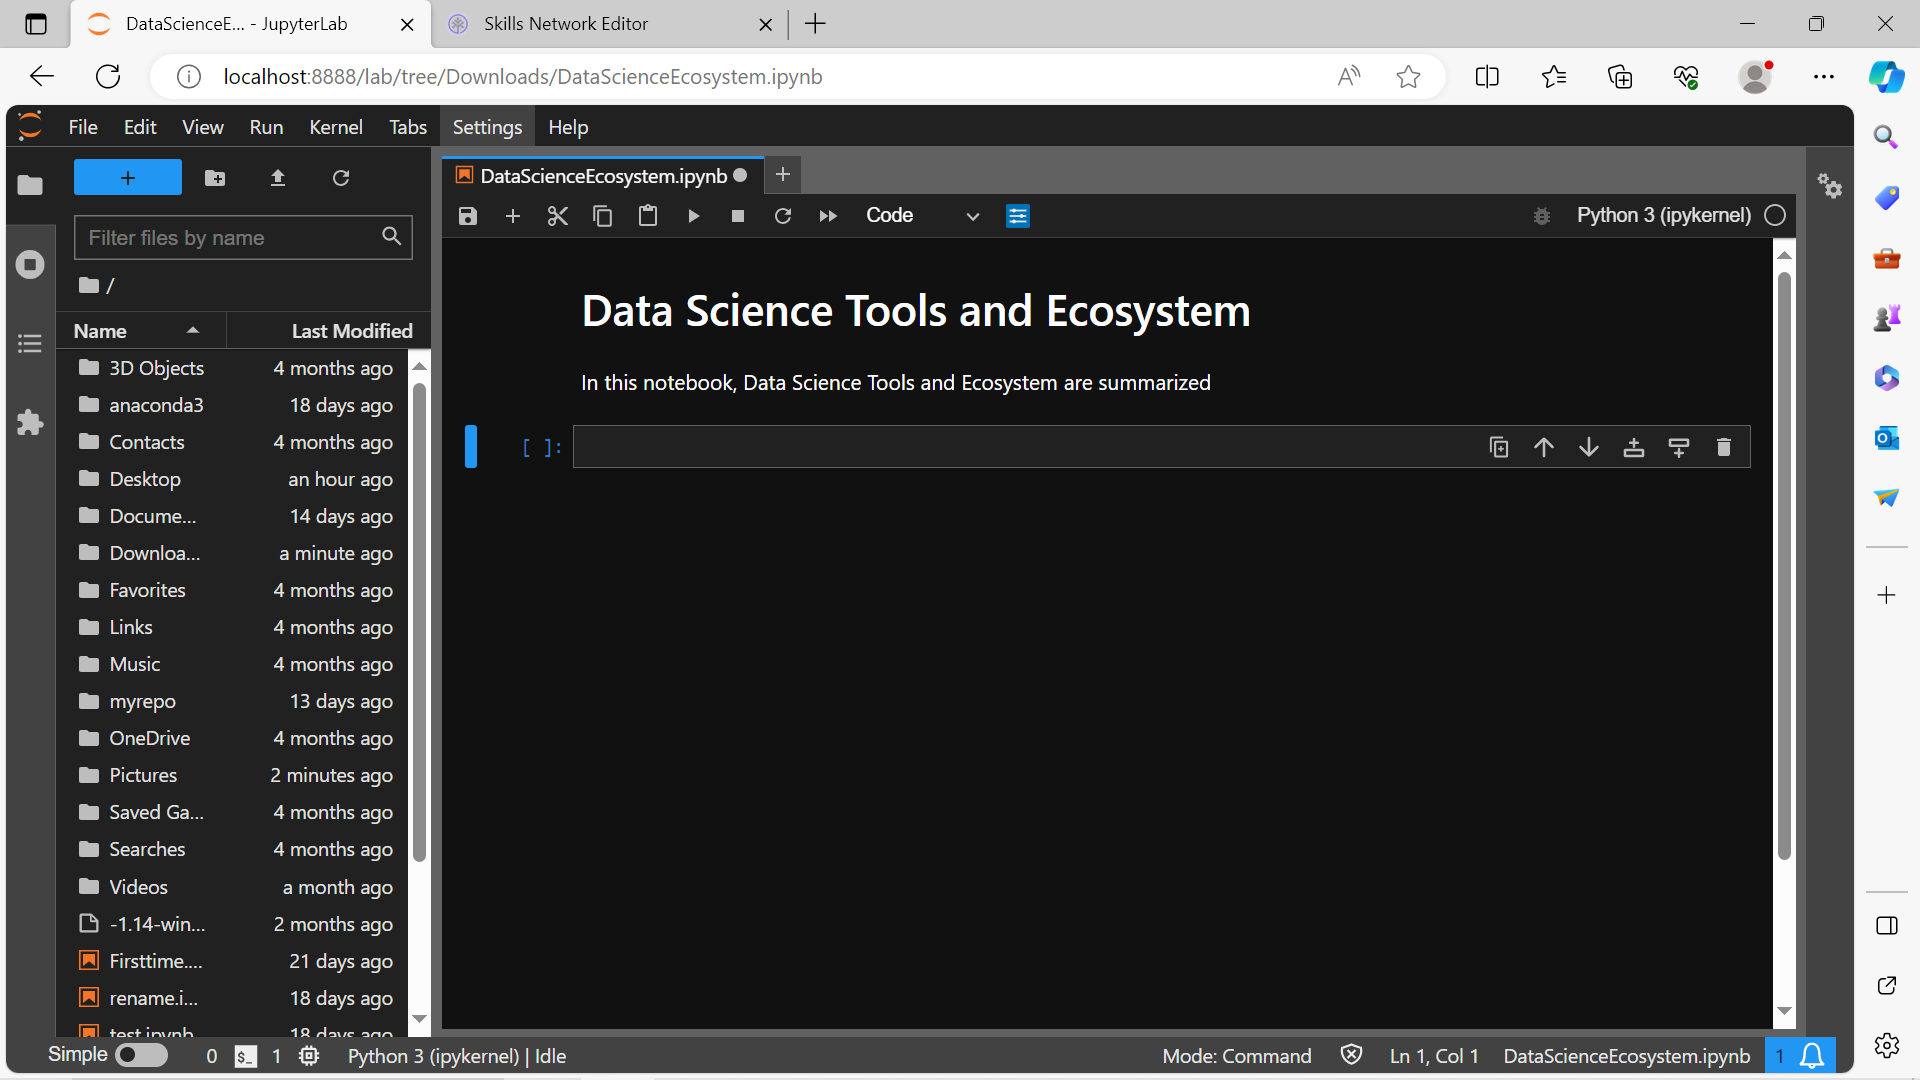 DataScienceE... - JupyterLab
Skills Network Editor
localhost:8888/lab/tree/Downloads/DataScienceEcosystem.ipynb
File Edit View Run Kernel Tabs Settings Help
DataScienceEcosystem.ipynb
Code
Python 3 (ipykernel)
Filter files by name
/
Name Last Modified
3D Objects 4 months ago
anaconda3 18 days ago
Contacts 4 months ago
Desktop an hour ago
Docume... 14 days ago
Downloa... a minute ago
Favorites 4 months ago
Links 4 months ago
Music 4 months ago
myrepo 13 days ago
OneDrive 4 months ago
Pictures 2 minutes ago
Saved Ga... 4 months ago
Searches 4 months ago
Videos a month ago
-1.14-win... 2 months ago
Firsttime.... 21 days ago
rename.i... 18 days ago
test.ipynb 18 days ago
Data Science Tools and Ecosystem
In this notebook, Data Science Tools and Ecosystem are summarized
[ ]:
Simple 0 $_ 1 Python 3 (ipykernel) | Idle Mode: Command Ln 1, Col 1 DataScienceEcosystem.ipynb 1